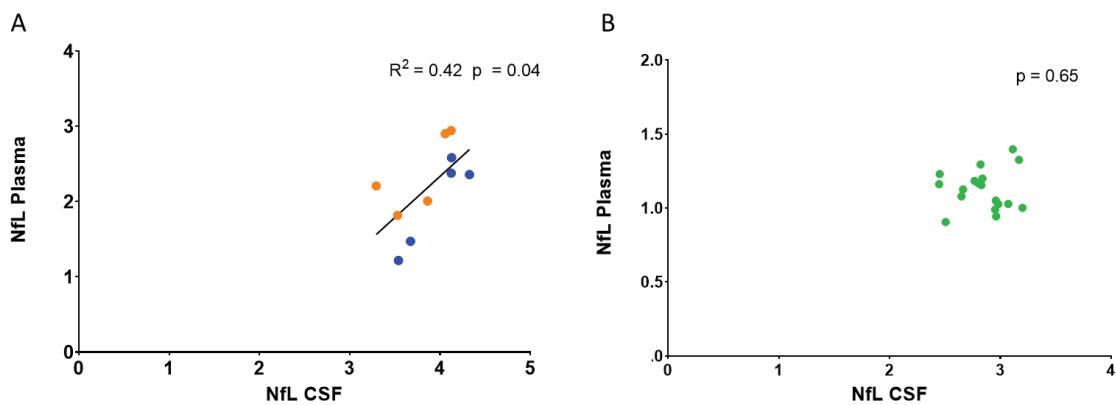 A
R² = 0.42 p = 0.04
NfL Plasma
4
3
2
1
0
0 1 2 3 4 5
NfL CSF
B
p = 0.65
NfL Plasma
2.0
1.5
1.0
0.5
.0
0 1 2 3 4
NfL CSF